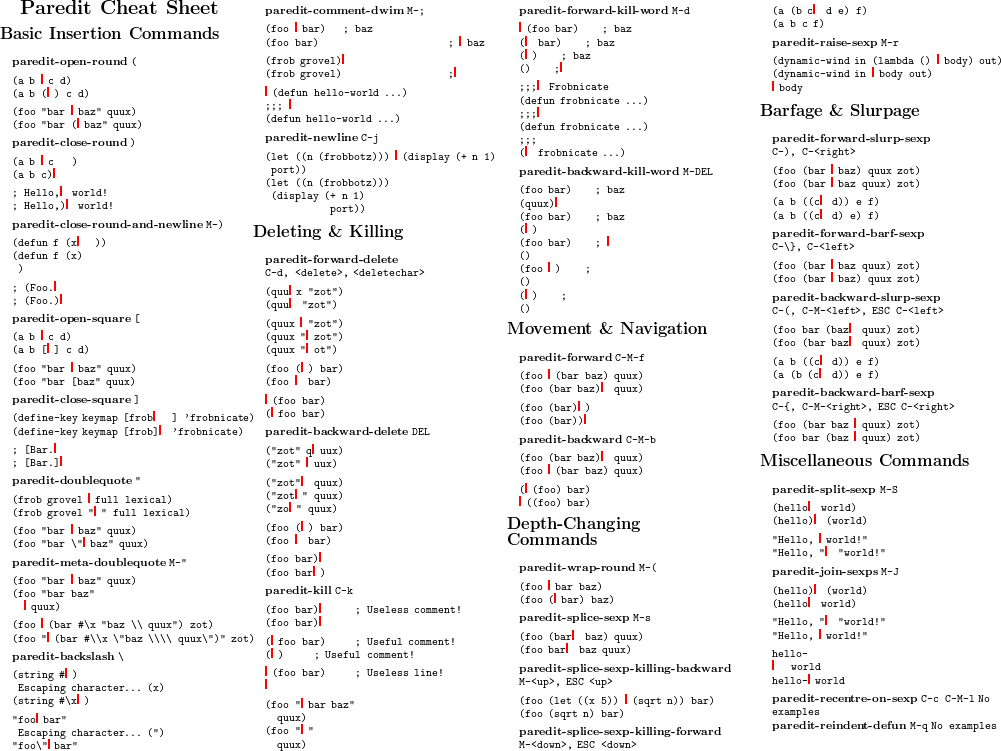 Paredit Cheat Sheet
Basic Insertion Commands
paredit-open-round (
(a b | c d)
(a b (| ) c d)
(foo "bar | baz" quux)
(foo "bar (| baz" quux)
paredit-close-round )
(a b | c )
(a b c)|
; Hello,| world!
; Hello,)| world!
paredit-close-round-and-newline M-)
(defun f (x| ))
(defun f (x)
)
; (Foo.|
; (Foo.)|
paredit-open-square [
(a b | c d)
(a b [| ] c d)
(foo "bar | baz" quux)
(foo "bar [baz" quux)
paredit-close-square ]
(define-key keymap [frob| ] 'frobnicate)
(define-key keymap [frob]| 'frobnicate)
; [Bar.|
; [Bar.]|
paredit-doublequote "
(frob grovel | full lexical)
(frob grovel "| " full lexical)
(foo "bar | baz" quux)
(foo "bar \"| baz" quux)
paredit-meta-doublequote M-"
(foo "bar | baz" quux)
(foo "bar baz"
| quux)
(foo | (bar #\x "baz \\ quux") zot)
(foo "| (bar #\\x \"baz \\\\ quux\")" zot)
paredit-backslash \
(string #| )
Escaping character... (x)
(string #\x| )
"foo| bar"
Escaping character... (")
"foo\"| bar"
paredit-comment-dwim M-;
(foo | bar) ; baz
(foo bar) ; | baz
(frob grovel)|
(frob grovel) ;|
| (defun hello-world ...)
;;; |
(defun hello-world ...)
paredit-newline C-j
(let ((n (frobbotz))) | (display (+ n 1)
port))
(let ((n (frobbotz)))
(display (+ n 1)
port))
Deleting & Killing
paredit-forward-delete
C-d, <delete>, <deletechar>
(quu| x "zot")
(quu| "zot")
(quux | "zot")
(quux "| zot")
(quux "| ot")
(foo (| ) bar)
(foo | bar)
| (foo bar)
(| foo bar)
paredit-backward-delete DEL
("zot" q| uux)
("zot" | uux)
("zot"| quux)
("zot| " quux)
("zo| " quux)
(foo (| ) bar)
(foo | bar)
(foo bar)|
(foo bar| )
paredit-kill C-k
(foo bar)| ; Useless comment!
(foo bar)|
(| foo bar) ; Useful comment!
(| ) ; Useful comment!
| (foo bar) ; Useless line!
|
(foo "| bar baz"
quux)
(foo "| "
quux)
paredit-forward-kill-word M-d
| (foo bar) ; baz
(| bar) ; baz
(| ) ; baz
() ;|
;;;| Frobnicate
(defun frobnicate ...)
;;;|
(defun frobnicate ...)
;;;
(| frobnicate ...)
paredit-backward-kill-word M-DEL
(foo bar) ; baz
(quux)|
(foo bar) ; baz
(| )
(foo bar) ; |
()
(foo | ) ;
()
(| ) ;
()
Movement & Navigation
paredit-forward C-M-f
(foo | (bar baz) quux)
(foo (bar baz)| quux)
(foo (bar)| )
(foo (bar))|
paredit-backward C-M-b
(foo (bar baz)| quux)
(foo | (bar baz) quux)
(| (foo) bar)
| ((foo) bar)
Depth-Changing
Commands
paredit-wrap-round M-(
(foo | bar baz)
(foo (| bar) baz)
paredit-splice-sexp M-s
(foo (bar| baz) quux)
(foo bar| baz quux)
paredit-splice-sexp-killing-backward
M-<up>, ESC <up>
(foo (let ((x 5)) | (sqrt n)) bar)
(foo (sqrt n) bar)
paredit-splice-sexp-killing-forward
M-<down>, ESC <down>
(a (b c| d e) f)
(a b c f)
paredit-raise-sexp M-r
(dynamic-wind in (lambda () | body) out)
(dynamic-wind in | body out)
| body
Barfage & Slurpage
paredit-forward-slurp-sexp
C-), C-<right>
(foo (bar | baz) quux zot)
(foo (bar | baz quux) zot)
(a b ((c| d)) e f)
(a b ((c| d) e) f)
paredit-forward-barf-sexp
C-\}, C-<left>
(foo (bar | baz quux) zot)
(foo (bar | baz) quux zot)
paredit-backward-slurp-sexp
C-(, C-M-<left>, ESC C-<left>
(foo bar (baz| quux) zot)
(foo (bar baz| quux) zot)
(a b ((c| d)) e f)
(a (b (c| d)) e f)
paredit-backward-barf-sexp
C-{, C-M-<right>, ESC C-<right>
(foo (bar baz | quux) zot)
(foo bar (baz | quux) zot)
Miscellaneous Commands
paredit-split-sexp M-S
(hello| world)
(hello)| (world)
"Hello, | world!"
"Hello, "| "world!"
paredit-join-sexps M-J
(hello)| (world)
(hello| world)
"Hello, "| "world!"
"Hello, | world!"
hello-
| world
hello-| world
paredit-recentre-on-sexp C-c C-M-l No
examples
paredit-reindent-defun M-q No examples